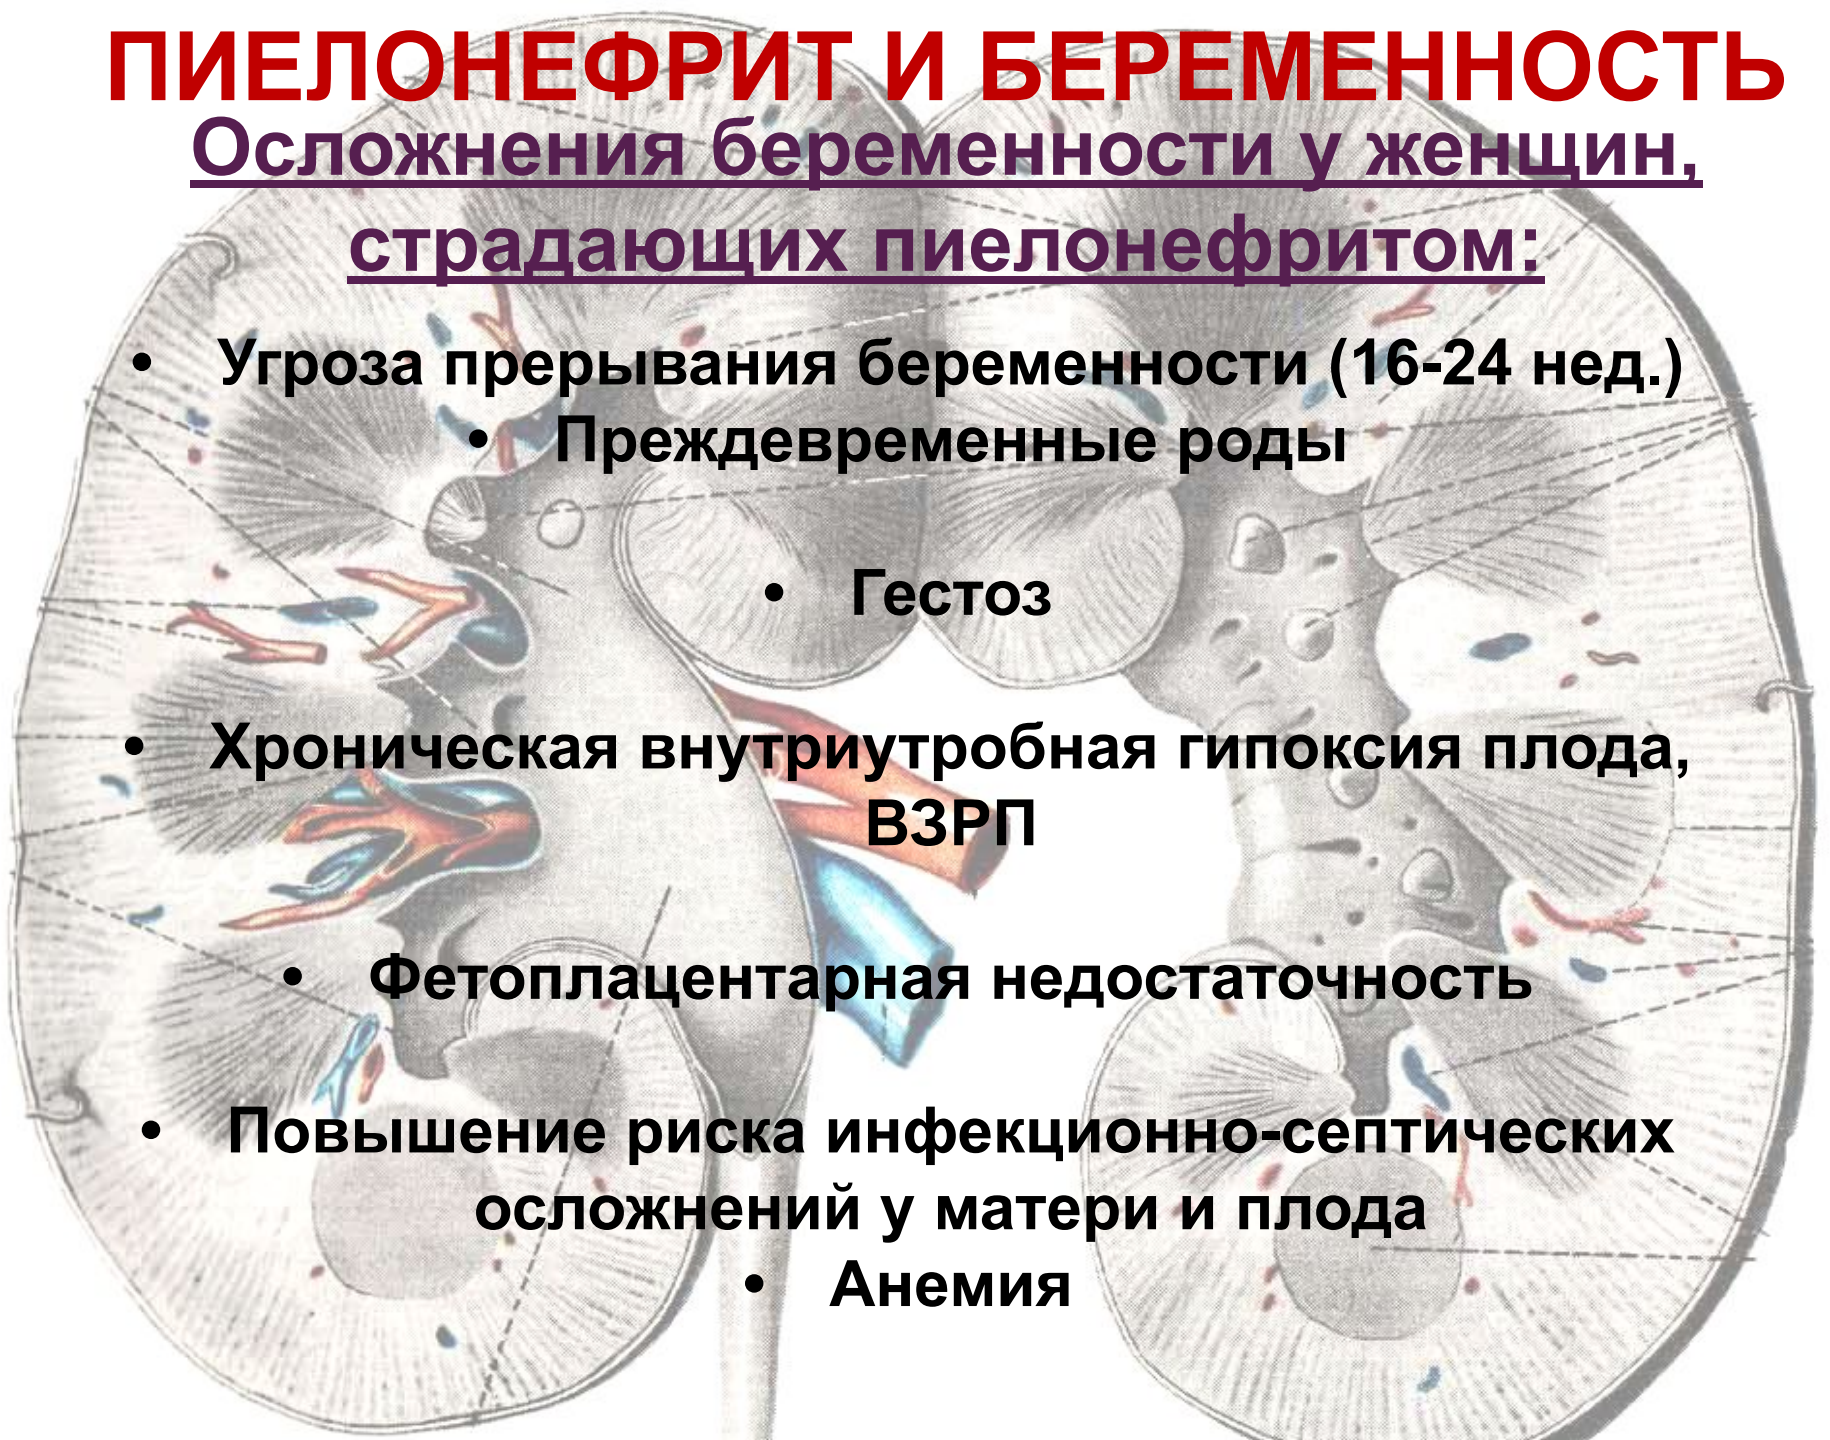 ПИЕЛОНЕФРИТ И БЕРЕМЕННОСТЬ
Осложнения беременности у женщин,
страдающих пиелонефритом:
• Угроза прерывания беременности (16-24 нед.)
• Преждевременные роды
• Гестоз
• Хроническая внутриутробная гипоксия плода,
ВЗРП
• Фетоплацентарная недостаточность
• Повышение риска инфекционно-септических
осложнений у матери и плода
• Анемия